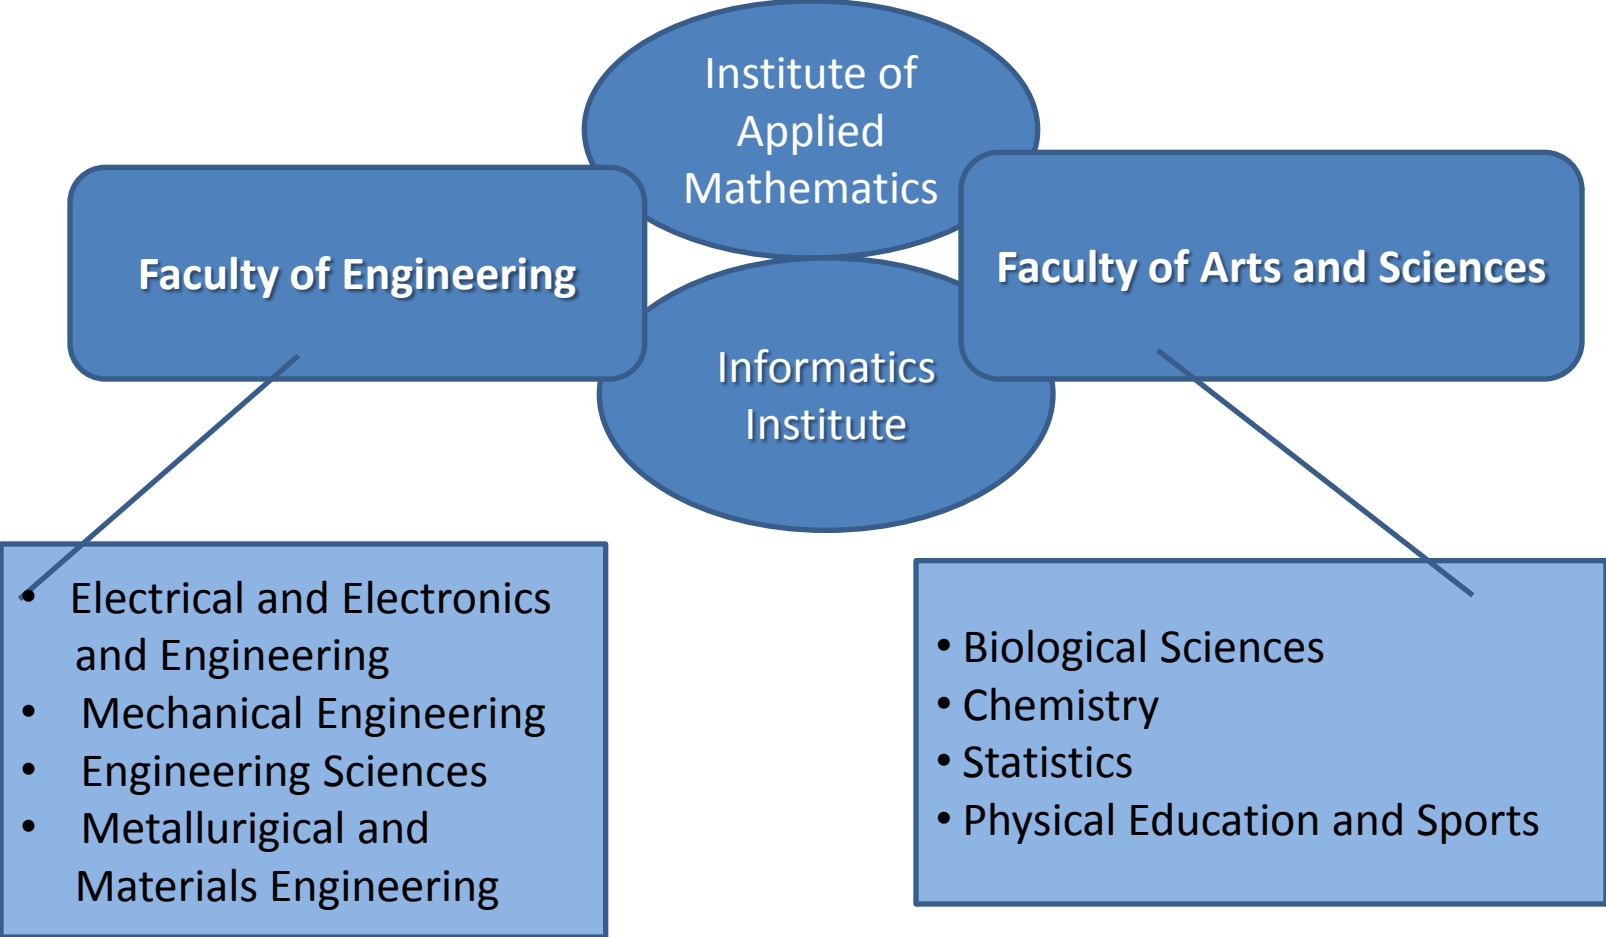 Institute of
Applied
Mathematics
Faculty of Engineering
Faculty of Arts and Sciences
Informatics
Institute
• Electrical and Electronics
and Engineering
• Mechanical Engineering
• Engineering Sciences
• Metallurigical and
Materials Engineering
• Biological Sciences
• Chemistry
• Statistics
• Physical Education and Sports